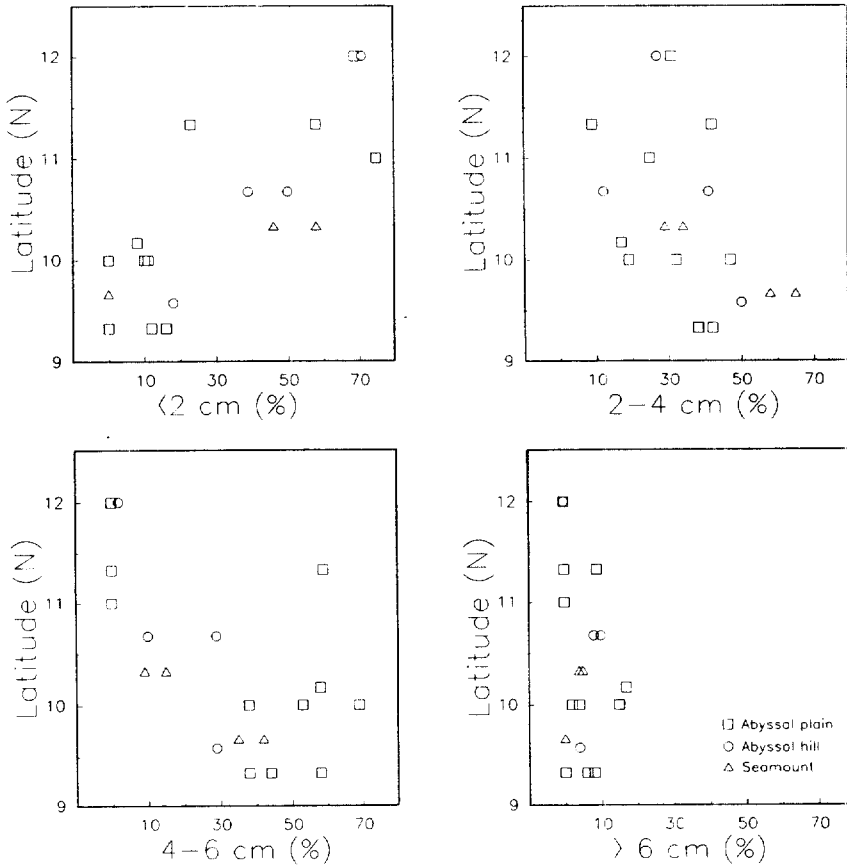 Latitude (N)
12
11
10
9
10
30
50
70
<2 cm (%)
Latitude (N)
12
11
10
9
10
30
50
70
2-4 cm (%)
Latitude (N)
12
11
10
9
10
30
50
70
4-6 cm (%)
Latitude (N)
12
11
10
9
10
30
50
70
> 6 cm (%)
Abyssal plain
Abyssal hill
Seamount